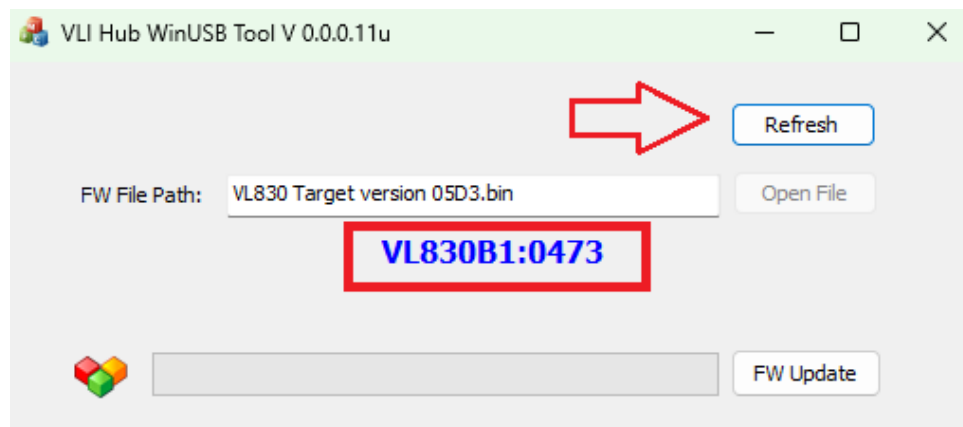 VLI Hub WinUSB Tool V 0.0.0.11u
Refresh
FW File Path: VL830 Target version 05D3.bin Open File
VL830B1:0473
FW Update